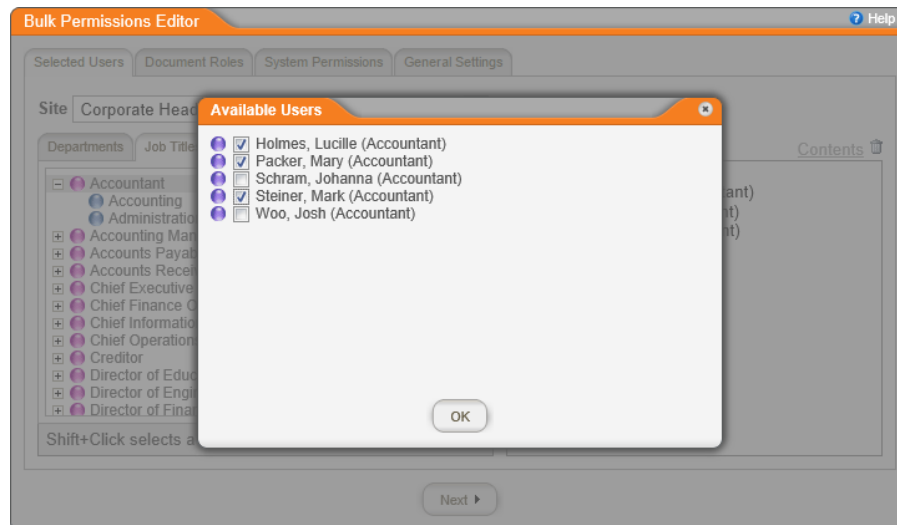 Bulk Permissions Editor
Help
Selected Users
Document Roles
System Permissions
General Settings
Site
Corporate Head
Available Users
Departments
Job Title
Contents
Holmes, Lucille (Accountant)
Packer, Mary (Accountant)
Schram, Johanna (Accountant)
Steiner, Mark (Accountant)
Woo, Josh (Accountant)
Accountant
Accounting
Administratio
Accounting Man
Accounts Payab
Accounts Recei
Chief Executive
Chief Finance O
Chief Informatio
Chief Operation
Creditor
Director of Educ
Director of Engi
Director of Finan
ant)
nt)
nt)
OK
Shift+Click selects a
Next